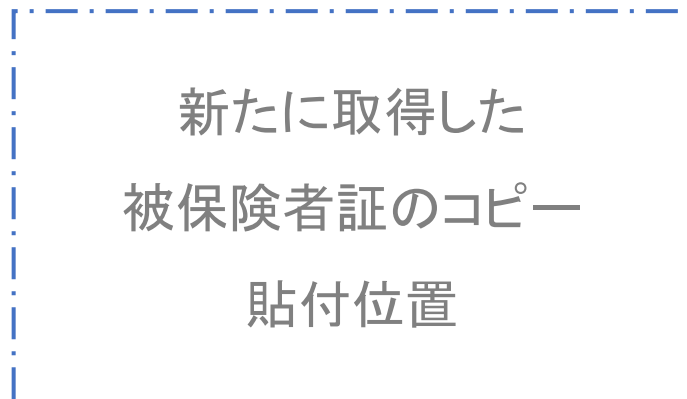 新たに取得した
被保険者証のコピー
貼付位置